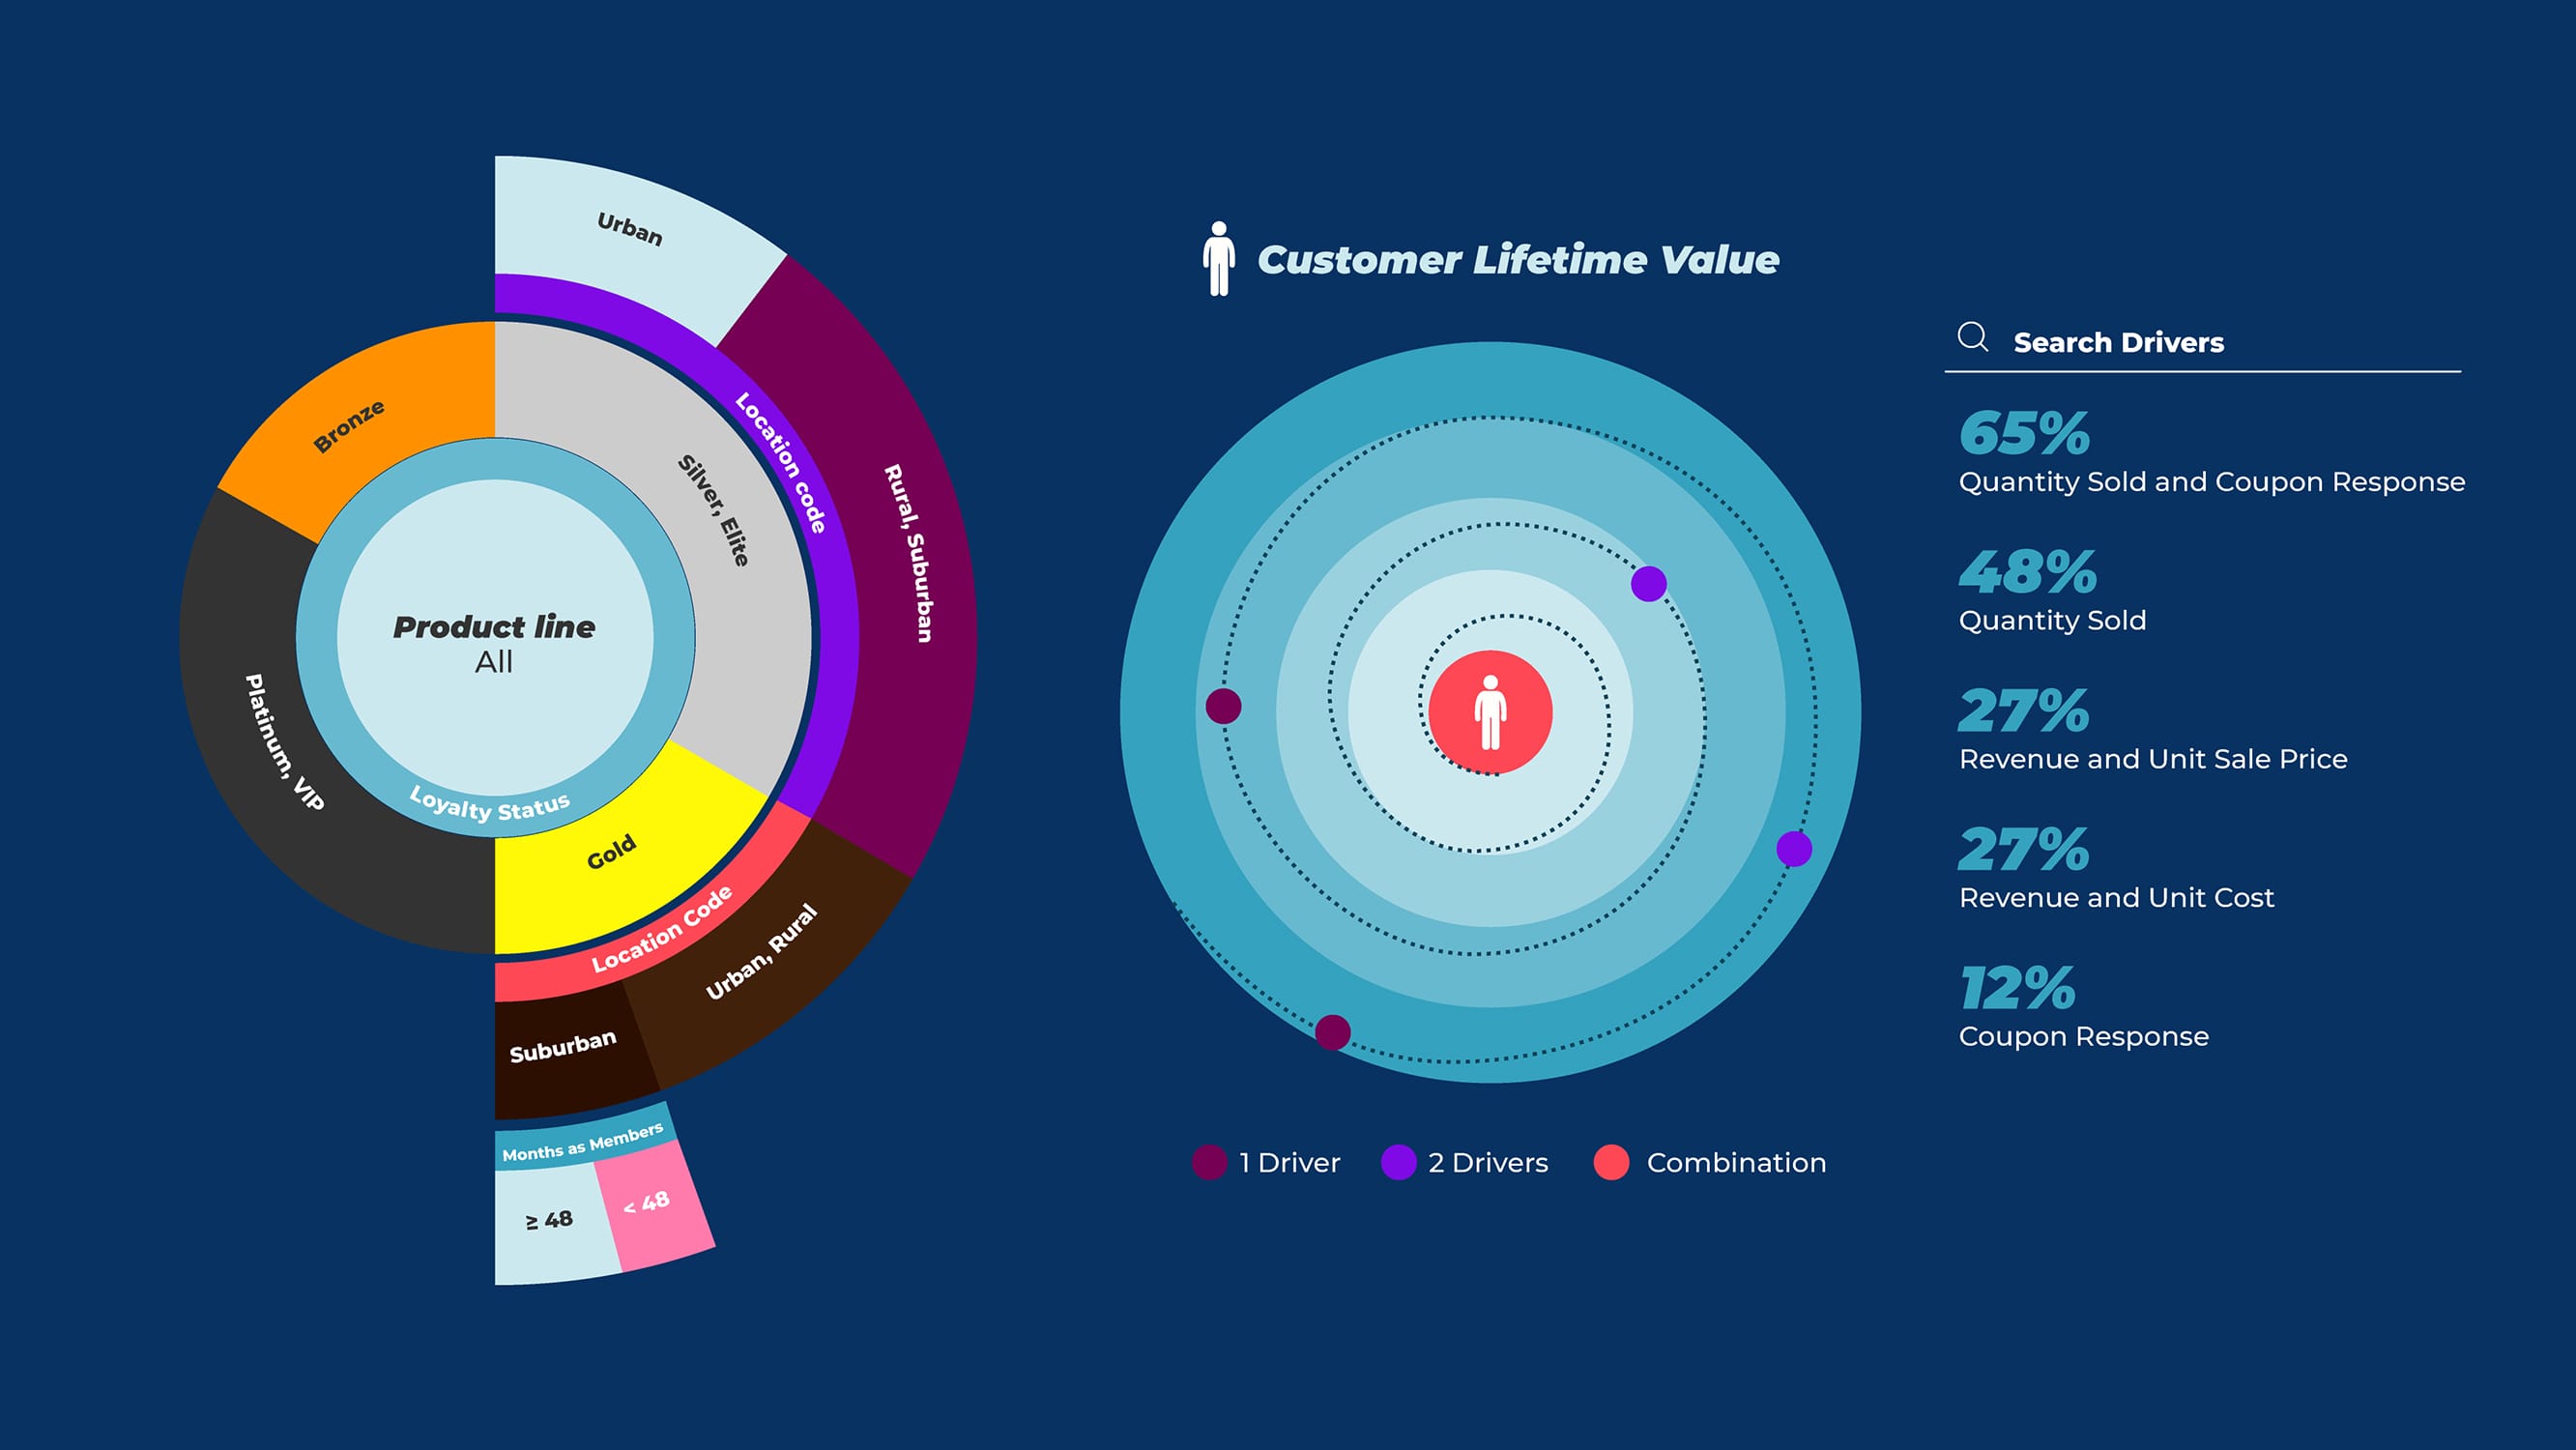 Urban
Location code
Rural, Suburban
Bronze
Silver, Elite
Product line
All
Platinum, VIP
Loyalty Status
Gold
Location Code
Urban, Rural
Suburban
Months as Members
≥ 48
< 48
Customer Lifetime Value
1 Driver
2 Drivers
Combination
Search Drivers
65%
Quantity Sold and Coupon Response
48%
Quantity Sold
27%
Revenue and Unit Sale Price
27%
Revenue and Unit Cost
12%
Coupon Response